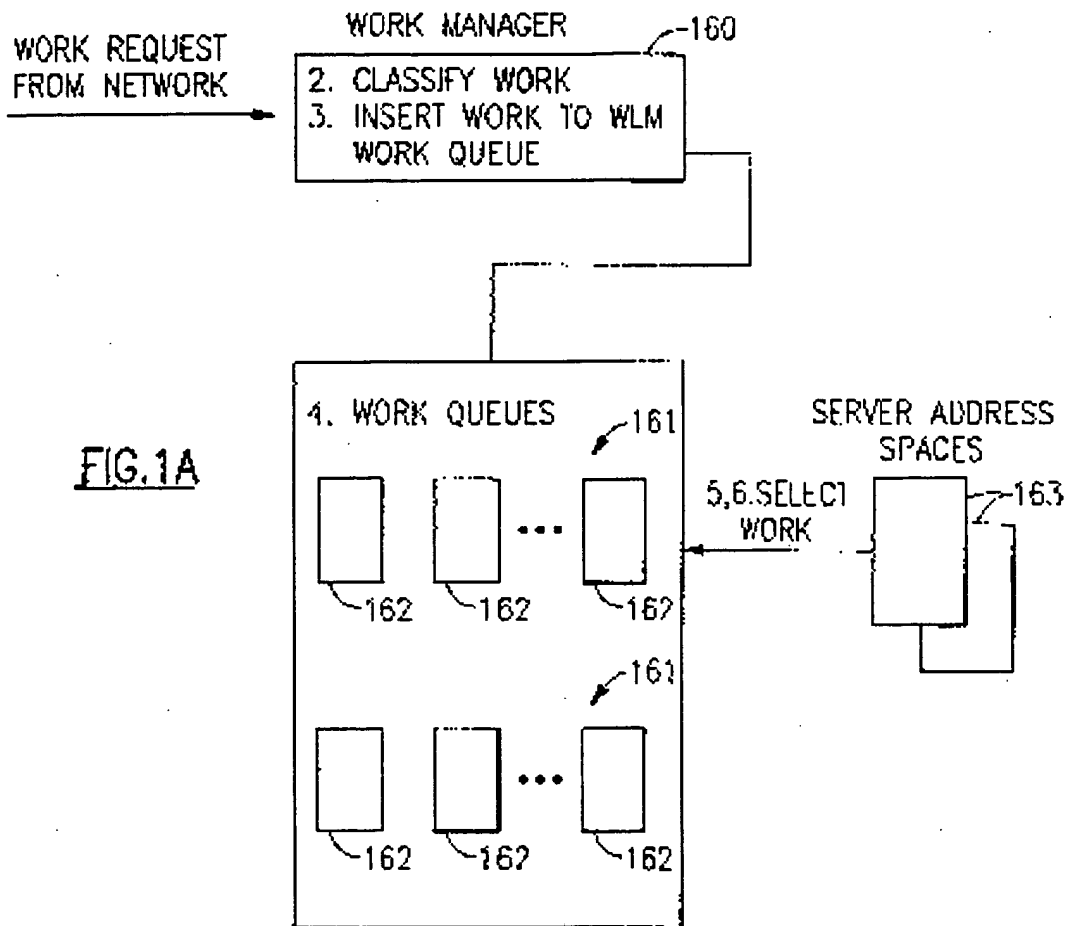 WORK MANAGER
160
WORK REQUEST
FROM NETWORK
2. CLASSIFY WORK
3. INSERT WORK TO WLM
WORK QUEUE
4. WORK QUEUES
161
SERVER ADDRESS
SPACES
FIG.1A
5,6.SELECT
WORK
163
162
162
162
161
162
162
162